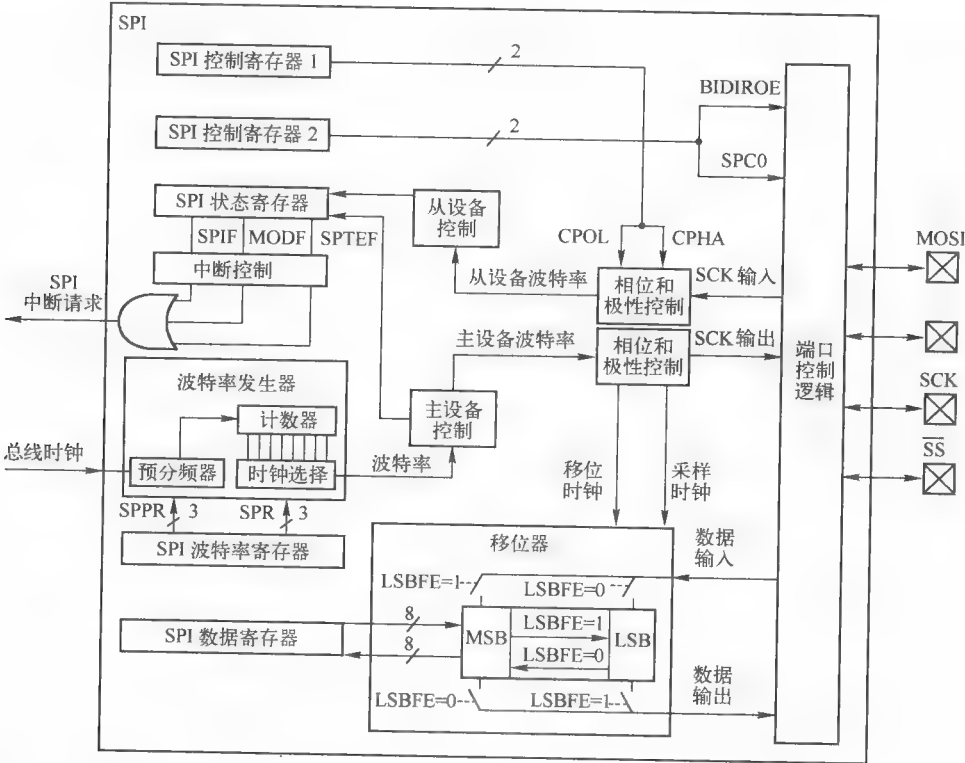 SPI
SPI 控制寄存器 1
2
BIDIROE
SPI 控制寄存器 2
2
SPC0
SPI 状态寄存器
从设备
控制
SPIF
MODF
SPTEF
CPOL
CPHA
MOSI
中断控制
从设备波特率
相位和
极性控制
SCK 输入
SPI
中断请求
主设备波特率
相位和
极性控制
SCK 输出
端口
控制
逻辑
波特率发生器
计数器
主设备
控制
SCK
总线时钟
预分频器
时钟选择
波特率
SS
移位
时钟
采样
时钟
SPPR
3
SPR
3
SPI 波特率寄存器
移位器
数据
输入
LSBFE=1
LSBFE=0
SPI 数据寄存器
8
8
MSB
LSBFE=1
LSBFE=0
LSB
LSBFE=0
LSBFE=1
数据
输出